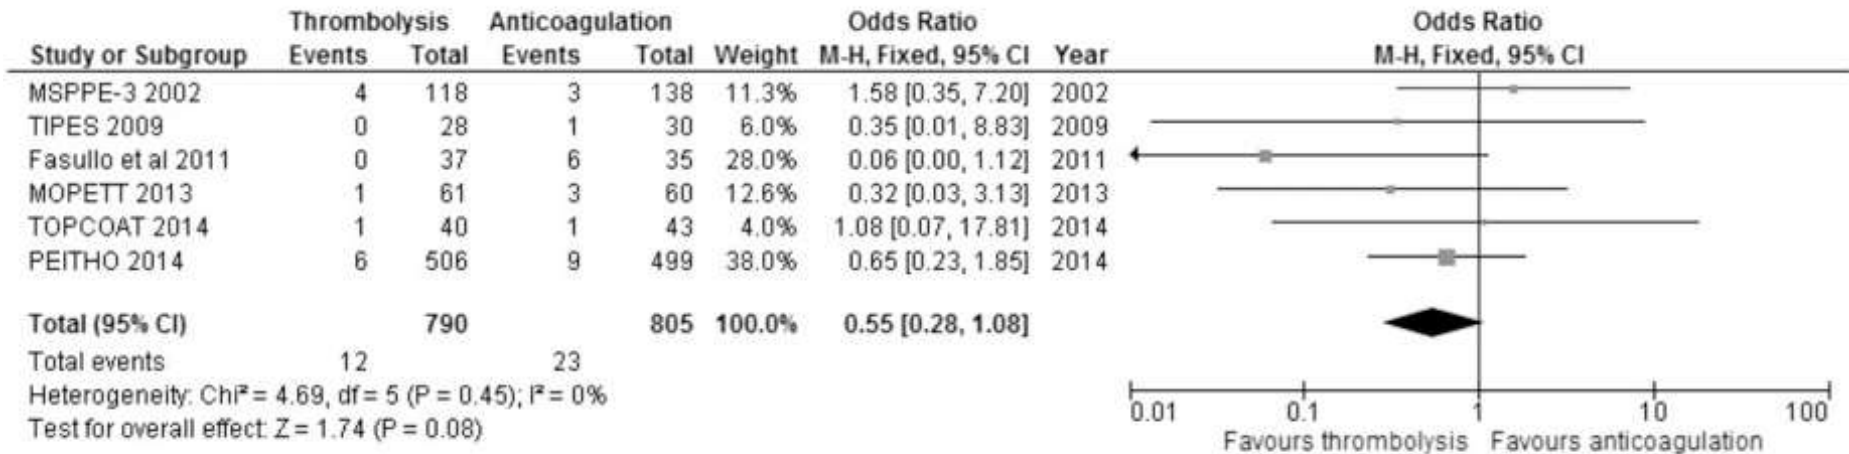 Thrombolysis Anticoagulation Odds Ratio Odds Ratio
Study or Subgroup Events Total Events Total Weight M-H, Fixed, 95% CI Year M-H, Fixed, 95% CI
MSPPE-3 2002 4 118 3 138 11.3% 1.58 [0.35, 7.20] 2002
TIPES 2009 0 28 1 30 6.0% 0.35 [0.01, 8.83] 2009
Fasullo et al 2011 0 37 6 35 28.0% 0.06 [0.00, 1.12] 2011
MOPETT 2013 1 61 3 60 12.6% 0.32 [0.03, 3.13] 2013
TOPCOAT 2014 1 40 1 43 4.0% 1.08 [0.07, 17.81] 2014
PEITHO 2014 6 506 9 499 38.0% 0.65 [0.23, 1.85] 2014
Total (95% CI) 790 805 100.0% 0.55 [0.28, 1.08]
Total events 12 23
Heterogeneity: Chi² = 4.69, df = 5 (P = 0.45); I² = 0%
Test for overall effect: Z = 1.74 (P = 0.08)
0.01 0.1 1 10 100
Favours thrombolysis Favours anticoagulation